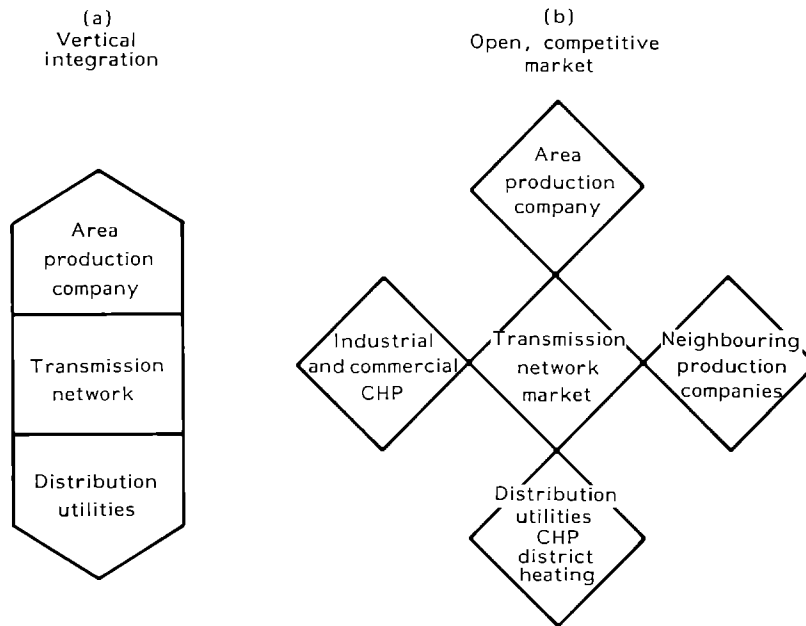 (a)
Vertical
integration
Area
production
company
Transmission
network
Distribution
utilities
(b)
Open, competitive
market
Area
production
company
Industrial
and commercial
CHP
Transmission
network
market
Neighbouring
production
companies
Distribution
utilities
CHP
district
heating